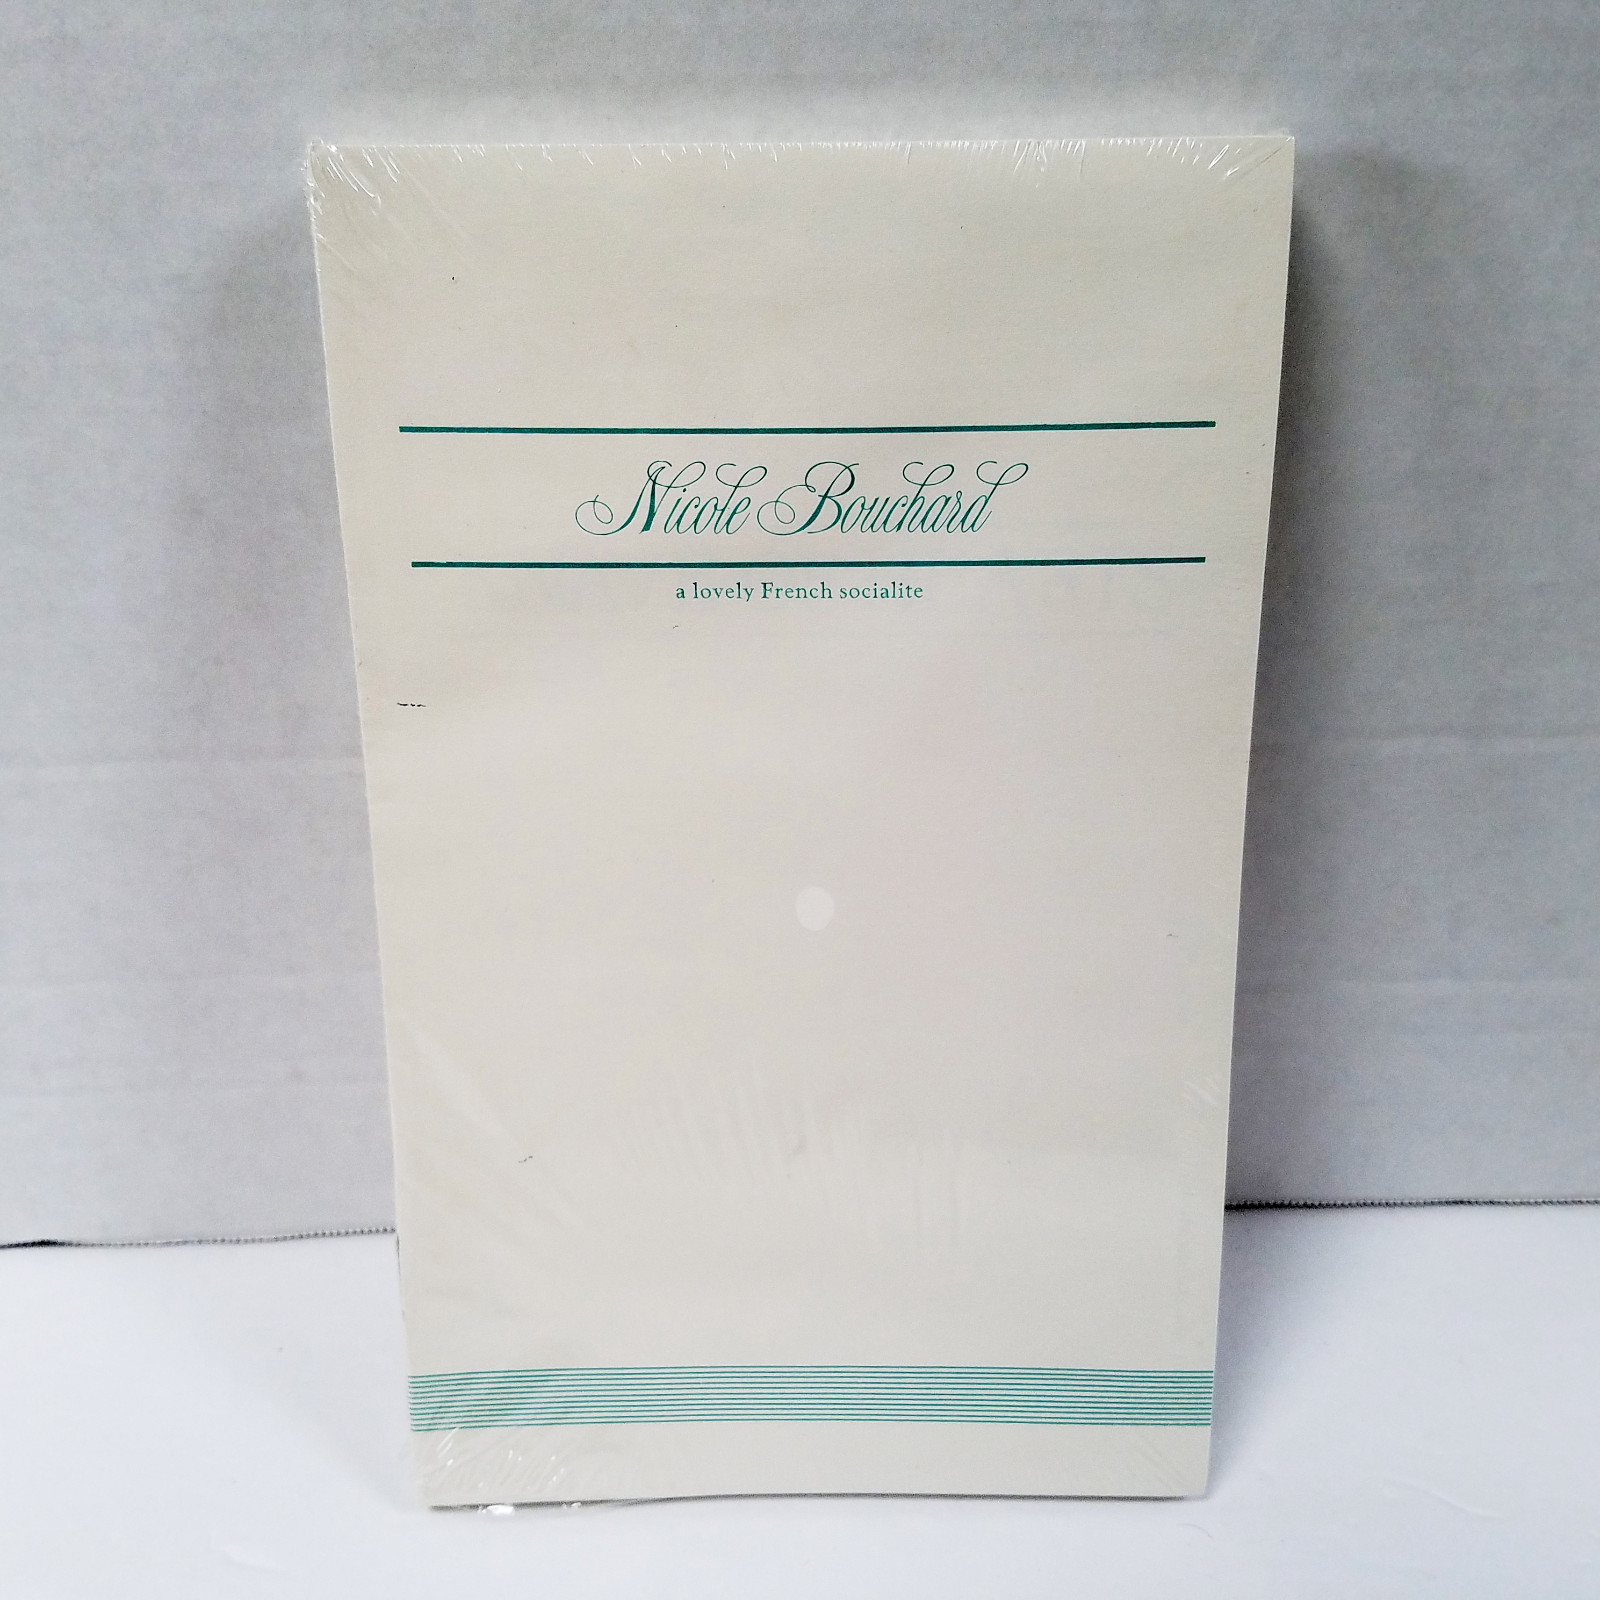 Nicole Bouchard
a lovely French socialite